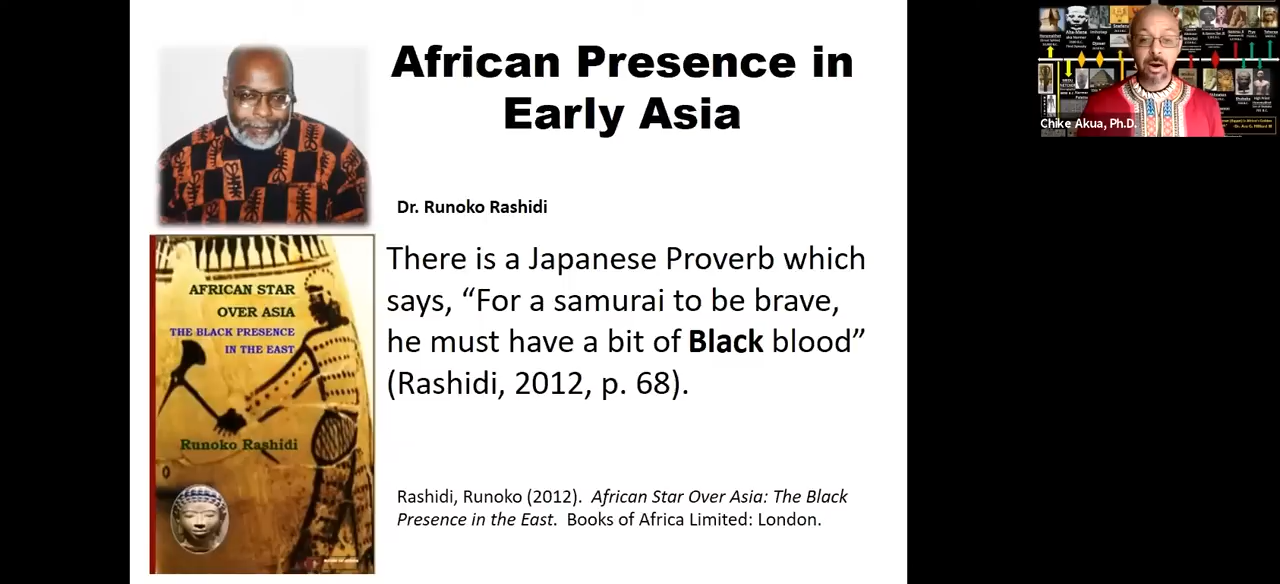 African Presence in
Early Asia
Dr. Runoko Rashidi
There is a Japanese Proverb which
says, “For a samurai to be brave,
he must have a bit of Black blood”
(Rashidi, 2012, p. 68).
Rashidi, Runoko (2012). African Star Over Asia: The Black
Presence in the East. Books of Africa Limited: London.
AFRICAN STAR
OVER ASIA
THE BLACK PRESENCE
IN THE EAST
Runoko Rashidi
Chike Akua, Ph.D.